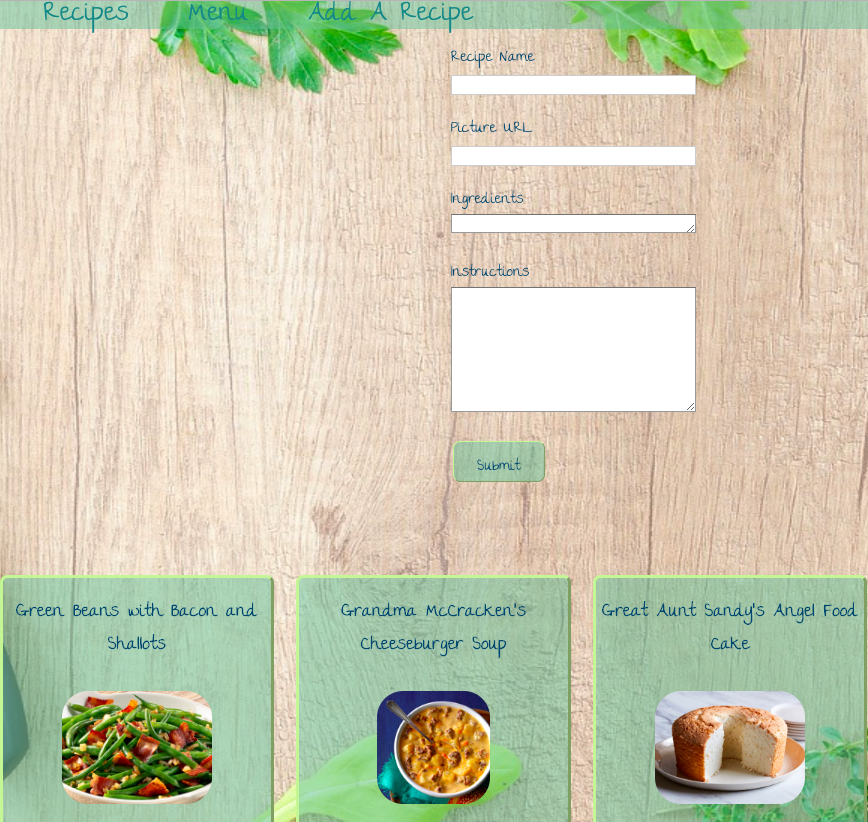 Recipes Menu Add A Recipe
Recipe Name
Picture URL
Ingredients
Instructions
Submit
Green Beans with Bacon and
Shallots
Grandma McCracken's
Cheeseburger Soup
Great Aunt Sandy's Angel Food
Cake